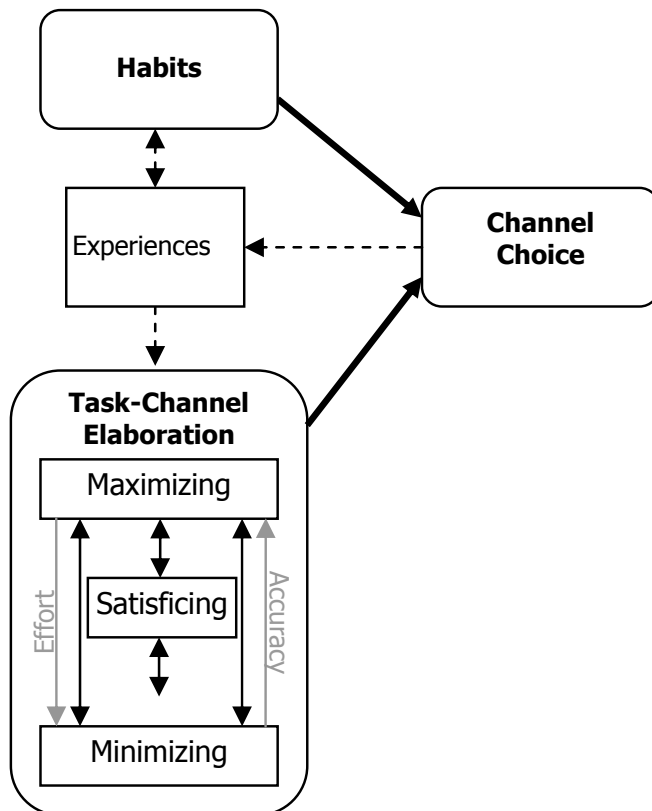 Habits
Experiences
Channel
Choice
Task-Channel
Elaboration
Maximizing
Effort
Satisficing
Accuracy
Minimizing